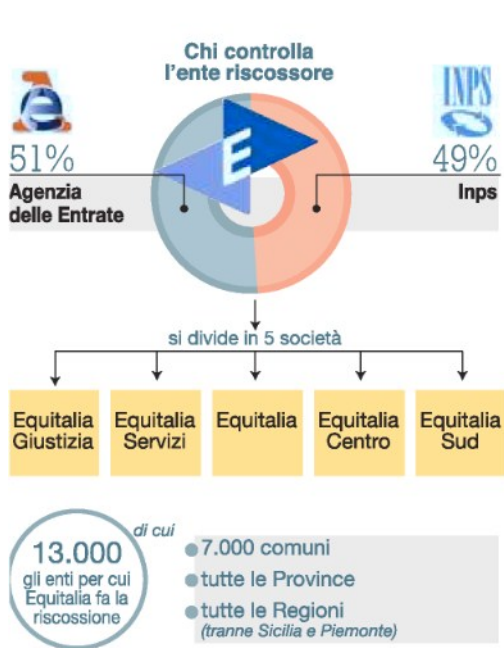 Chi controlla
l'ente riscossore
INPS
51%
49%
Agenzia
delle Entrate
Inps
E
si divide in 5 società
Equitalia
Giustizia
Equitalia
Servizi
Equitalia
Equitalia
Centro
Equitalia
Sud
13.000
gli enti per cui
Equitalia fa la
riscossione
di cui
7.000 comuni
tutte le Province
tutte le Regioni
(tranne Sicilia e Piemonte)